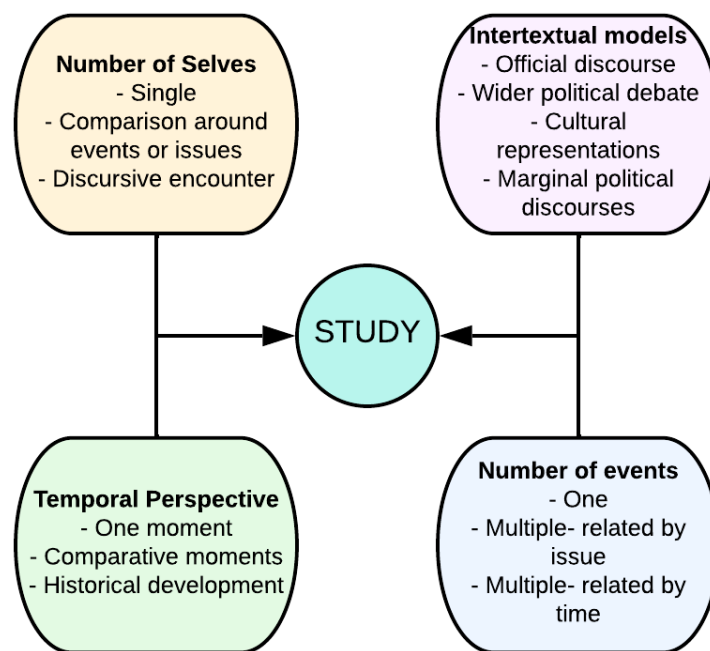 Number of Selves
- Single
- Comparison around
events or issues
- Discursive encounter
Intertextual models
- Official discourse
- Wider political debate
- Cultural
representations
- Marginal political
discourses
STUDY
Temporal Perspective
- One moment
- Comparative moments
- Historical development
Number of events
- One
- Multiple- related by
issue
- Multiple- related by
time